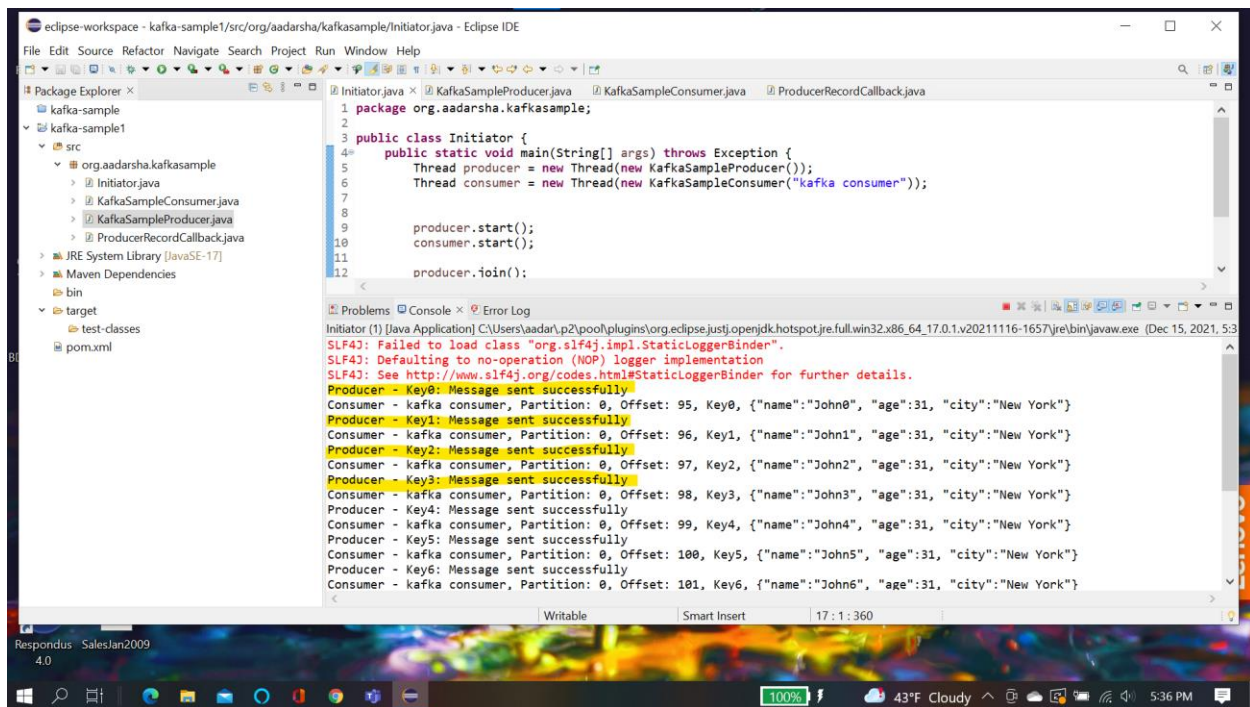 eclipse-workspace - kafka-sample1/src/org/aadarsha/kafkasample/Initiator.java - Eclipse IDE
File Edit Source Refactor Navigate Search Project Run Window Help
Package Explorer
kafka-sample
kafka-sample1
src
org.aadarsha.kafkasample
Initiator.java
KafkaSampleConsumer.java
KafkaSampleProducer.java
ProducerRecordCallback.java
JRE System Library [JavaSE-17]
Maven Dependencies
bin
target
test-classes
pom.xml
Initiator.java KafkaSampleProducer.java KafkaSampleConsumer.java ProducerRecordCallback.java
1 package org.aadarsha.kafkasample;
2
3 public class Initiator {
4 public static void main(String[] args) throws Exception {
5 Thread producer = new Thread(new KafkaSampleProducer());
6 Thread consumer = new Thread(new KafkaSampleConsumer("kafka consumer"));
7
8
9 producer.start();
10 consumer.start();
11
12 producer.join();
Problems Console Error Log
Initiator (1) [Java Application] C:\Users\aadar\.p2\pool\plugins\org.eclipse.justj.openjdk.hotspot.jre.full.win32.x86_64_17.0.1.v20211116-1657\jre\bin\javaw.exe (Dec 15, 2021, 5:3
SLF4J: Failed to load class "org.slf4j.impl.StaticLoggerBinder".
SLF4J: Defaulting to no-operation (NOP) logger implementation
SLF4J: See http://www.slf4j.org/codes.html#StaticLoggerBinder for further details.
Producer - Key0: Message sent successfully
Consumer - kafka consumer, Partition: 0, Offset: 95, Key0, {"name":"John0", "age":31, "city":"New York"}
Producer - Key1: Message sent successfully
Consumer - kafka consumer, Partition: 0, Offset: 96, Key1, {"name":"John1", "age":31, "city":"New York"}
Producer - Key2: Message sent successfully
Consumer - kafka consumer, Partition: 0, Offset: 97, Key2, {"name":"John2", "age":31, "city":"New York"}
Producer - Key3: Message sent successfully
Consumer - kafka consumer, Partition: 0, Offset: 98, Key3, {"name":"John3", "age":31, "city":"New York"}
Producer - Key4: Message sent successfully
Consumer - kafka consumer, Partition: 0, Offset: 99, Key4, {"name":"John4", "age":31, "city":"New York"}
Producer - Key5: Message sent successfully
Consumer - kafka consumer, Partition: 0, Offset: 100, Key5, {"name":"John5", "age":31, "city":"New York"}
Producer - Key6: Message sent successfully
Consumer - kafka consumer, Partition: 0, Offset: 101, Key6, {"name":"John6", "age":31, "city":"New York"}
Writable Smart Insert 17 : 1 : 360
Respondus SalesJan2009
4.0
100% 43°F Cloudy 5:36 PM